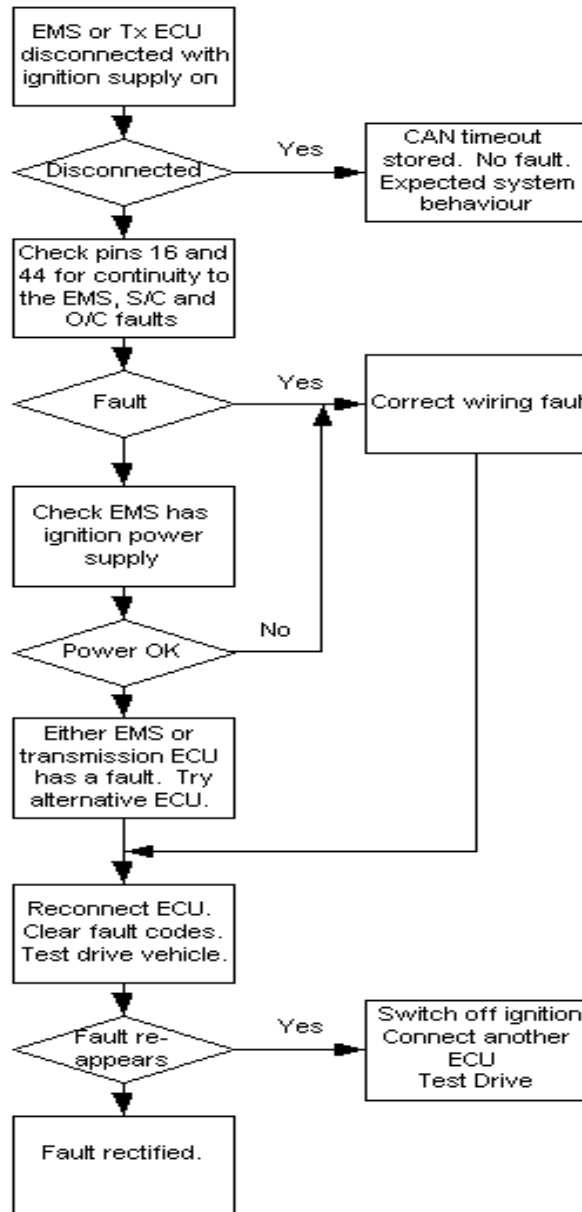 EMS or Tx ECU
disconnected with
ignition supply on
Disconnected
Yes
CAN timeout
stored. No fault.
Expected system
behaviour
Check pins 16 and
44 for continuity to
the EMS, S/C and
O/C faults
Fault
Yes
Correct wiring fault
Check EMS has
ignition power
supply
Power OK
No
Either EMS or
transmission ECU
has a fault. Try
alternative ECU.
Reconnect ECU.
Clear fault codes.
Test drive vehicle.
Fault re-
appears
Yes
Switch off ignition
Connect another
ECU
Test Drive
Fault rectified.